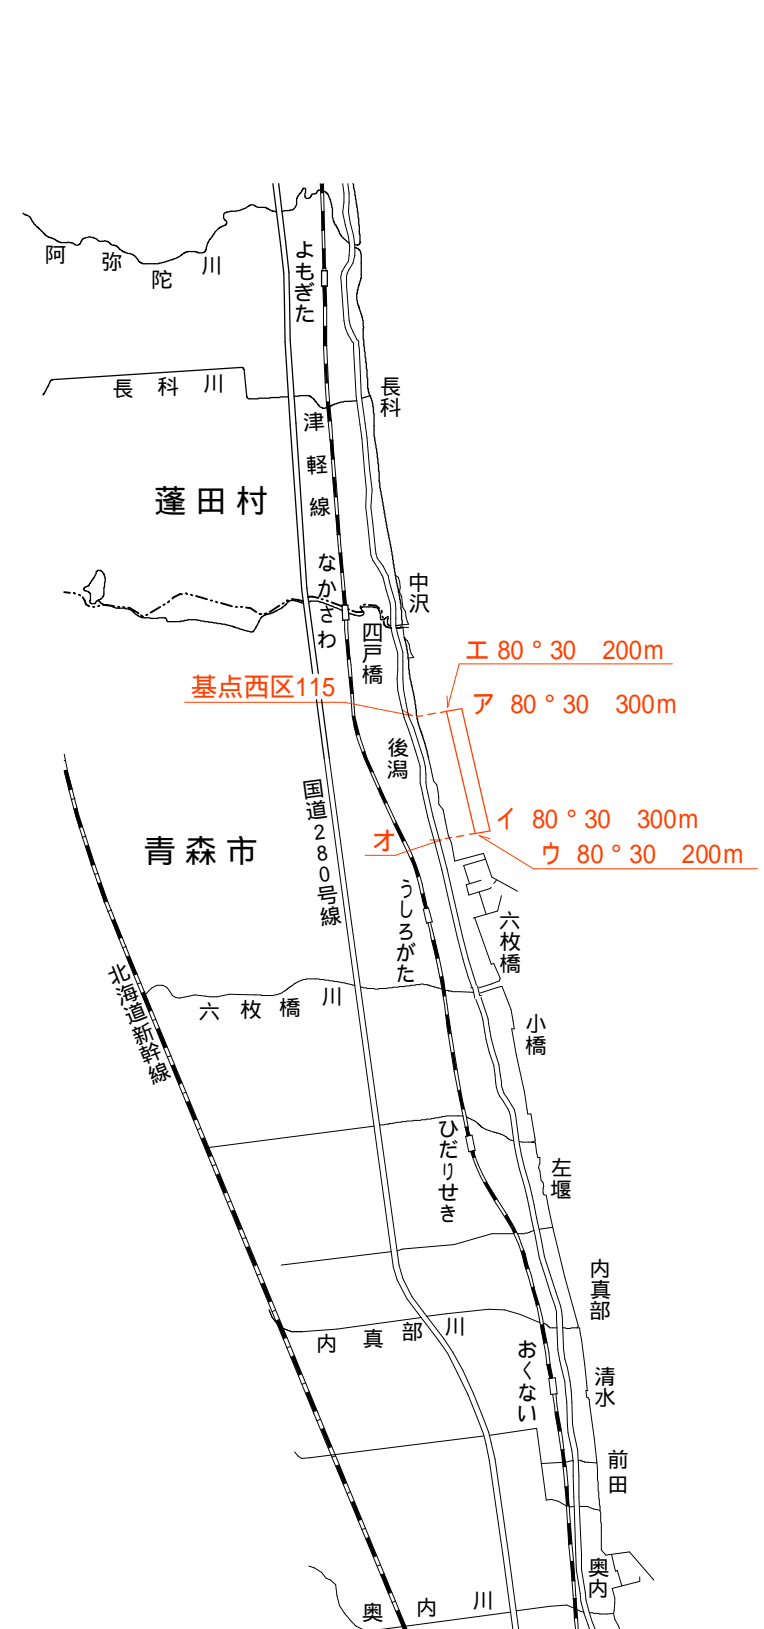 阿弥陀川
よもぎた
長科川
長科
津軽線
蓬田村
なかさわ
中沢
四戸橋
エ 80°30 200m
基点西区115
ア 80°30 300m
後潟
国道280号線
イ 80°30 300m
オ
ウ 80°30 200m
青森市
うしろがた
六枚橋
北海道新幹線
六枚橋川
小橋
ひだりせき
左堰
内真部
内真部川
おくない
清水
前田
奥内
奥内川